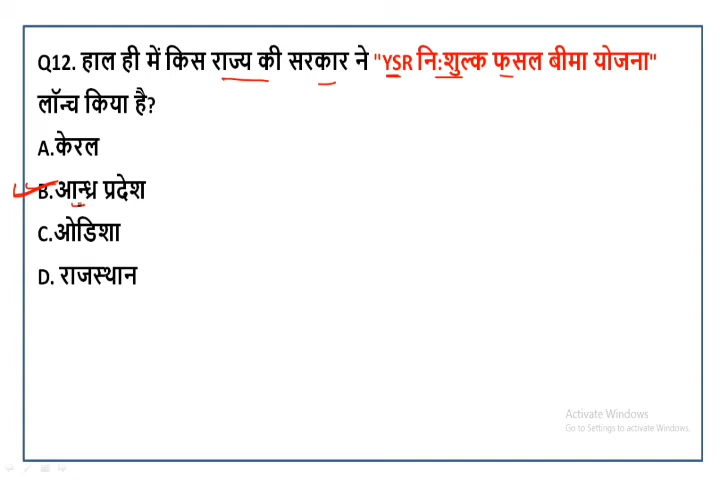 Q12. हाल ही में किस राज्य की सरकार ने "YSR नि:शुल्क फसल बीमा योजना"
लॉन्च किया है?
A.केरल
B.आन्ध्र प्रदेश
C.ओडिशा
D. राजस्थान
Activate Windows
Go to Settings to activate Windows.